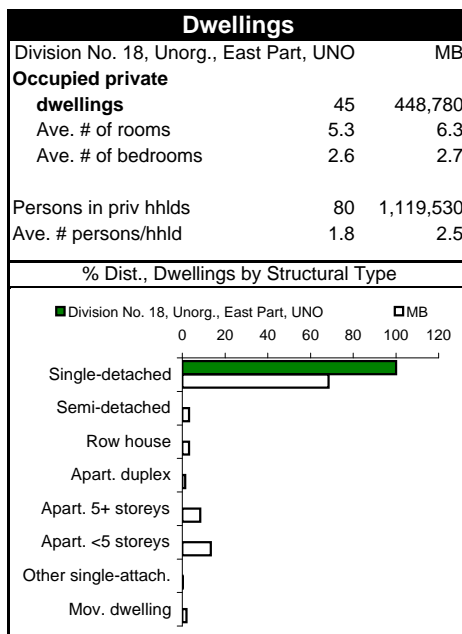 Dwellings
Division No. 18, Unorg., East Part, UNO MB
Occupied private
dwellings 45 448,780
Ave. # of rooms 5.3 6.3
Ave. # of bedrooms 2.6 2.7
Persons in priv hhlds 80 1,119,530
Ave. # persons/hhld 1.8 2.5
% Dist., Dwellings by Structural Type
Division No. 18, Unorg., East Part, UNO MB
0 20 40 60 80 100 120
Single-detached
Semi-detached
Row house
Apart. duplex
Apart. 5+ storeys
Apart. <5 storeys
Other single-attach.
Mov. dwelling